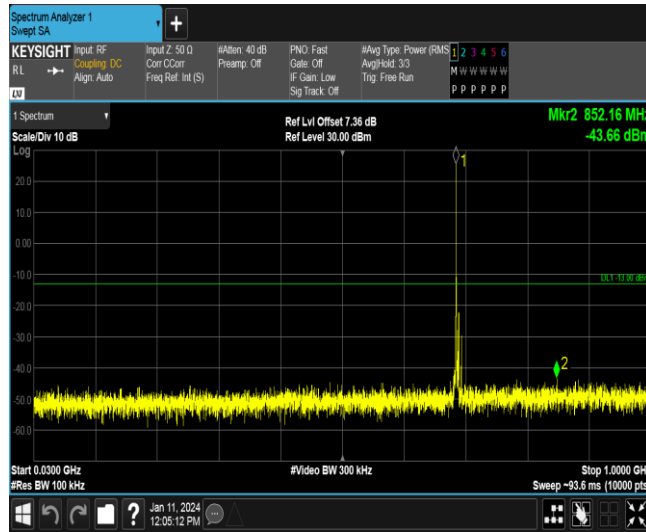 Spectrum Analyzer 1
Swept SA
+
KEYSIGHT Input: RF Input Z: 50 Ω #Atten: 40 dB PNO: Fast #Avg Type: Power (RMS 1 2 3 4 5 6
RL Coupling: DC Corr CCorr Preamp: Off Gate: Off Avg|Hold: 3/3 M W W W W W
Align: Auto Freq Ref: Int (S) IF Gain: Low Trig: Free Run
LXI Sig Track: Off P P P P P P
1 Spectrum Ref Lvl Offset 7.36 dB Mkr2 852.16 MHz
Scale/Div 10 dB Ref Level 30.00 dBm -43.66 dBm
Log
1
20.0
10.0
0.00
-10.0
DL1 -13.00 dBm
-20.0
-30.0
-40.0
2
-50.0
-60.0
Start 0.0300 GHz #Video BW 300 kHz Stop 1.0000 GH
#Res BW 100 kHz Sweep ~93.6 ms (10000 pts
? Jan 11, 2024
12:05:12 PM